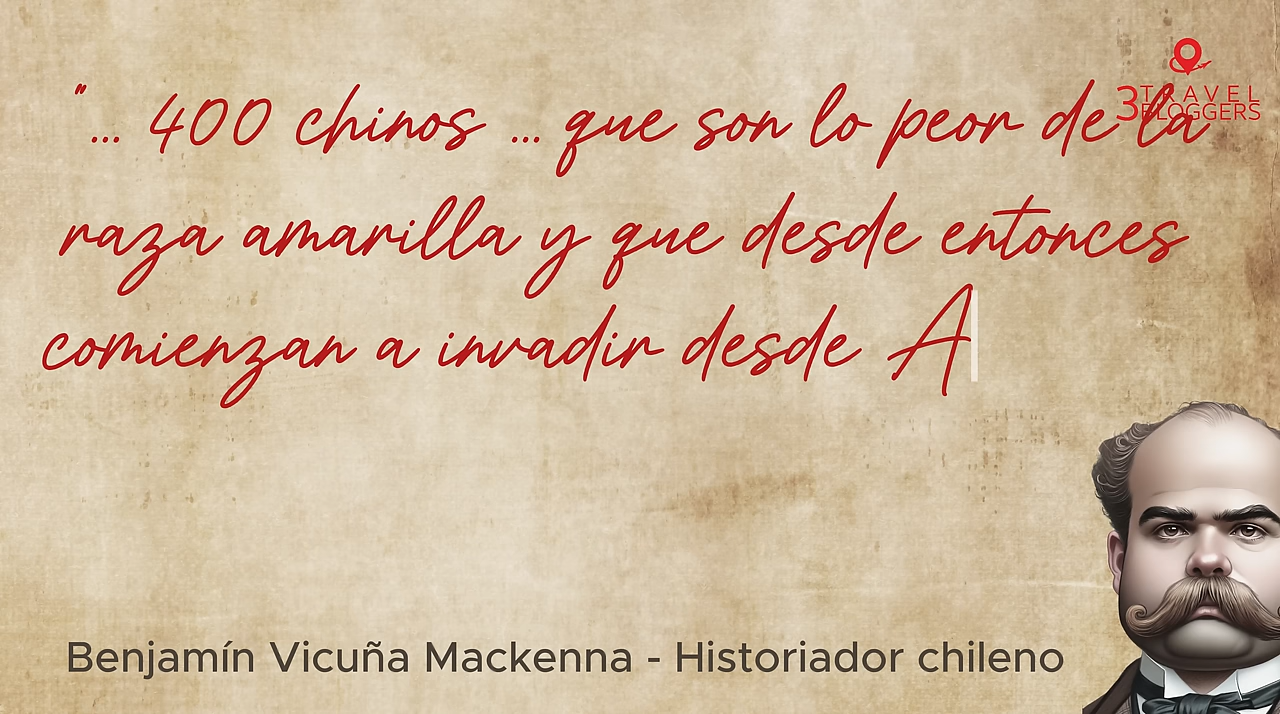 "... 400 chinos ... que son lo peor de la
raza amarilla y que desde entonces
comienzan a invadir desde A
3 TRAVEL
BLOGGERS
Benjamín Vicuña Mackenna - Historiador chileno